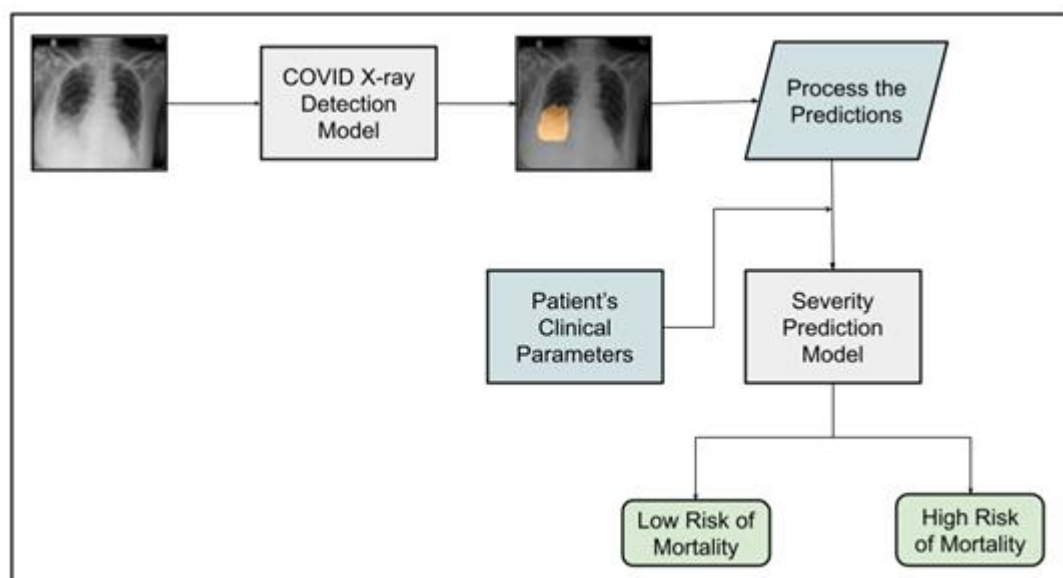 COVID X-ray
Detection
Model
Process the
Predictions
Patient's
Clinical
Parameters
Severity
Prediction
Model
Low Risk of
Mortality
High Risk
of Mortality